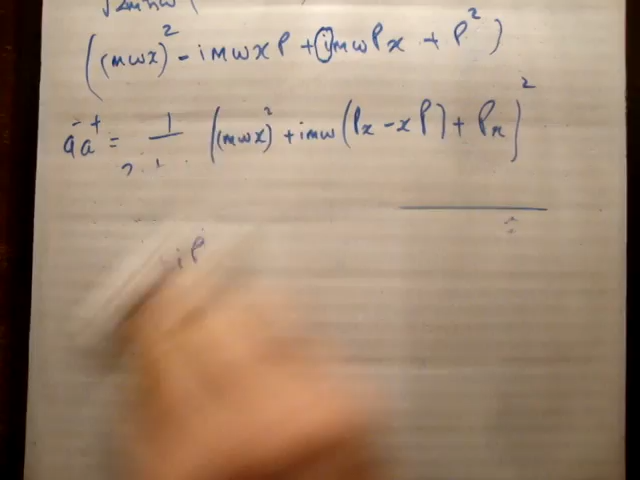 ((mωx)² - imωxP + imωPx + P²)
a⁻a⁺ = 1 ((mωx)² + imω(Px - xP) + Px)²
iP